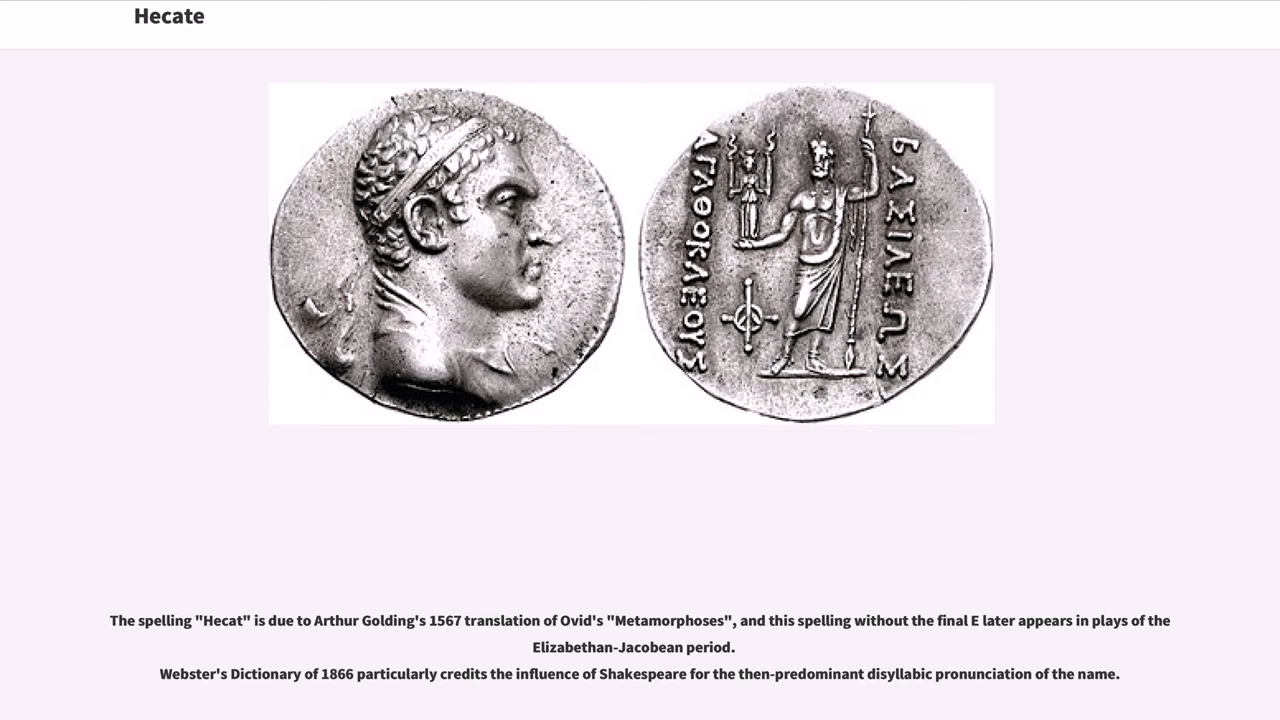 Hecate
ΑΓΑΘΟΚΛΕΟΥΣ
ΒΑΣΙΛΕΩΣ
The spelling "Hecat" is due to Arthur Golding's 1567 translation of Ovid's "Metamorphoses", and this spelling without the final E later appears in plays of the
Elizabethan-Jacobean period.
Webster's Dictionary of 1866 particularly credits the influence of Shakespeare for the then-predominant disyllabic pronunciation of the name.